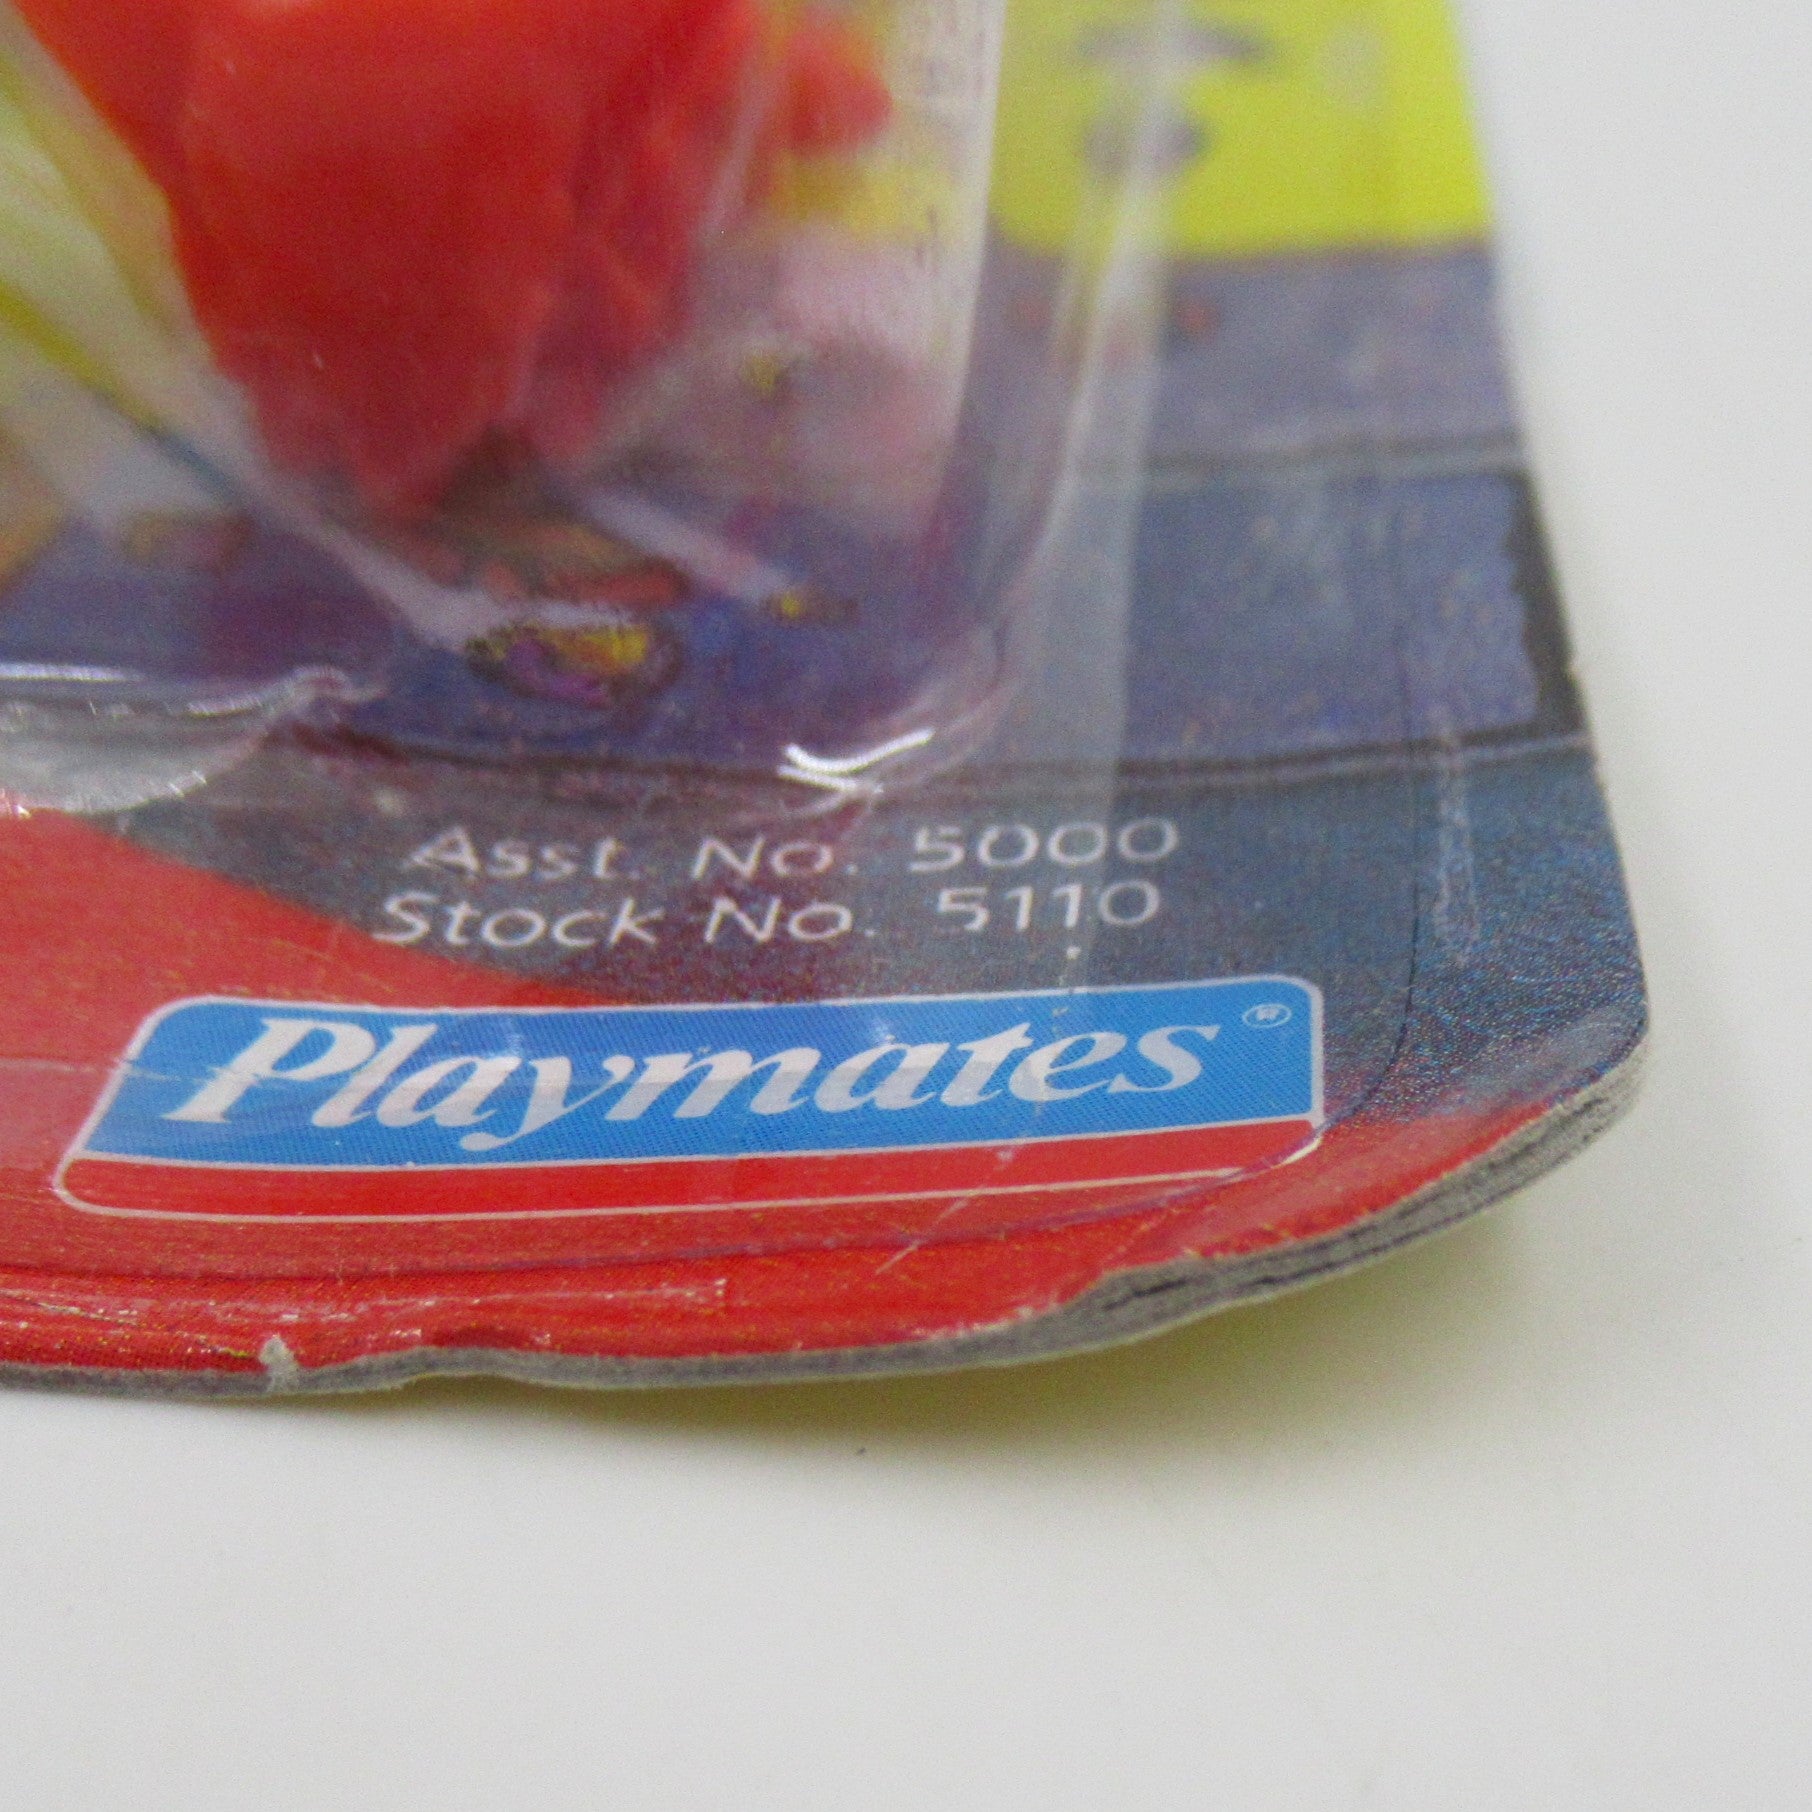 Asst. No. 5000
Stock No. 5110
Playmates ®